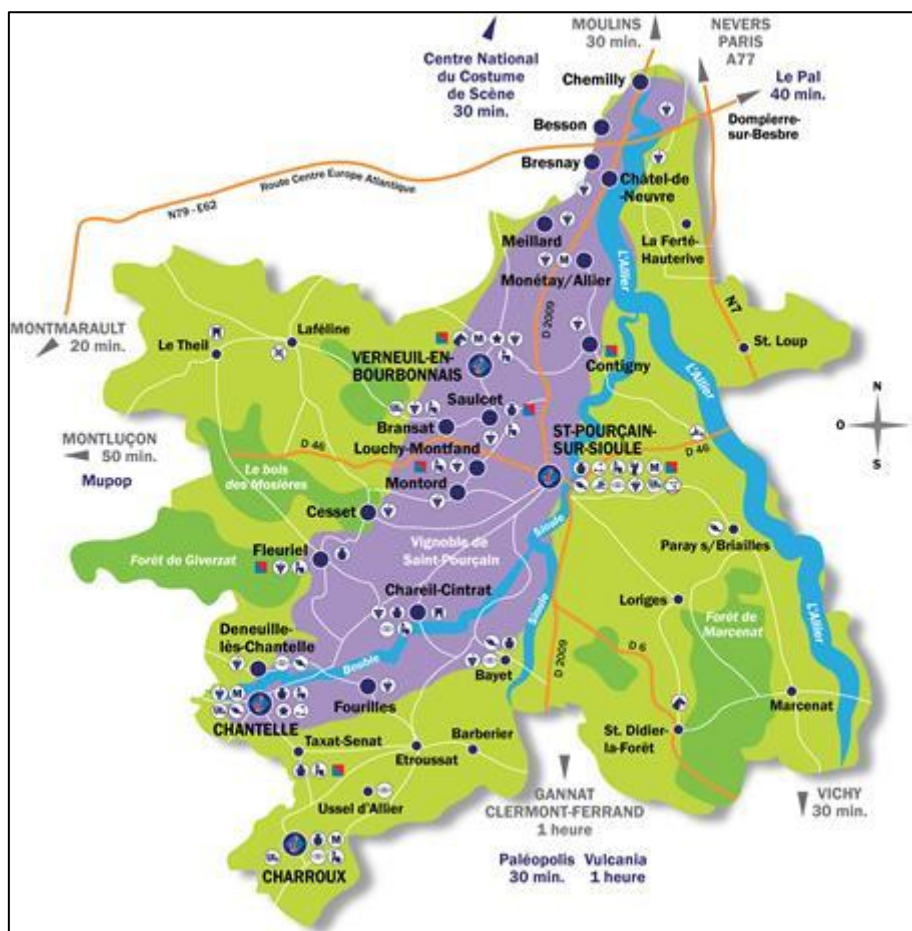 MOULINS
30 min.
NEVERS
PARIS
A77
Centre National
du Costume
de Scène
30 min.
Chemilly
Le Pal
40 min.
Dompierre-
sur-Besbre
Besson
Bresnay
Route Centre Europe Atlantique
N79 - E62
Châtel-de
-Neuvre
Meillard
La Ferté-
Hauterive
Monétay/Allier
L'Allier
D 2009
N7
MONTMARAULT
20 min.
Le Theil
Laféline
M
VERNEUIL-EN-
BOURBONNAIS
Contigny
St. Loup
L'Allier
Saulcet
Bransat
N
O
S
ST-POURÇAIN-
SUR-SIOULE
MONTLUÇON
50 min.
Mupop
D 46
Louchy-Montfand
D 46
Le bois
des Mosières
Montord
M
Cesset
Sioule
Vignoble de
Saint-Pourçain
Paray s/Briailles
Forêt de Giverzat
Fleuriel
Chareil-Cintrat
Loriges
Forêt de
Marcenat
L'Allier
Sioule
Deneuille-
lès-Chantelle
D 2009
D 6
Bouble
Bayet
M
CHANTELLE
Fourilles
Marcenat
Taxat-Senat
Etroussat
Barberier
St. Didier-
la-Forêt
Ussel d'Allier
GANNAT
CLERMONT-FERRAND
1 heure
VICHY
30 min.
M
CHARROUX
Paléopolis
30 min.
Vulcania
1 heure